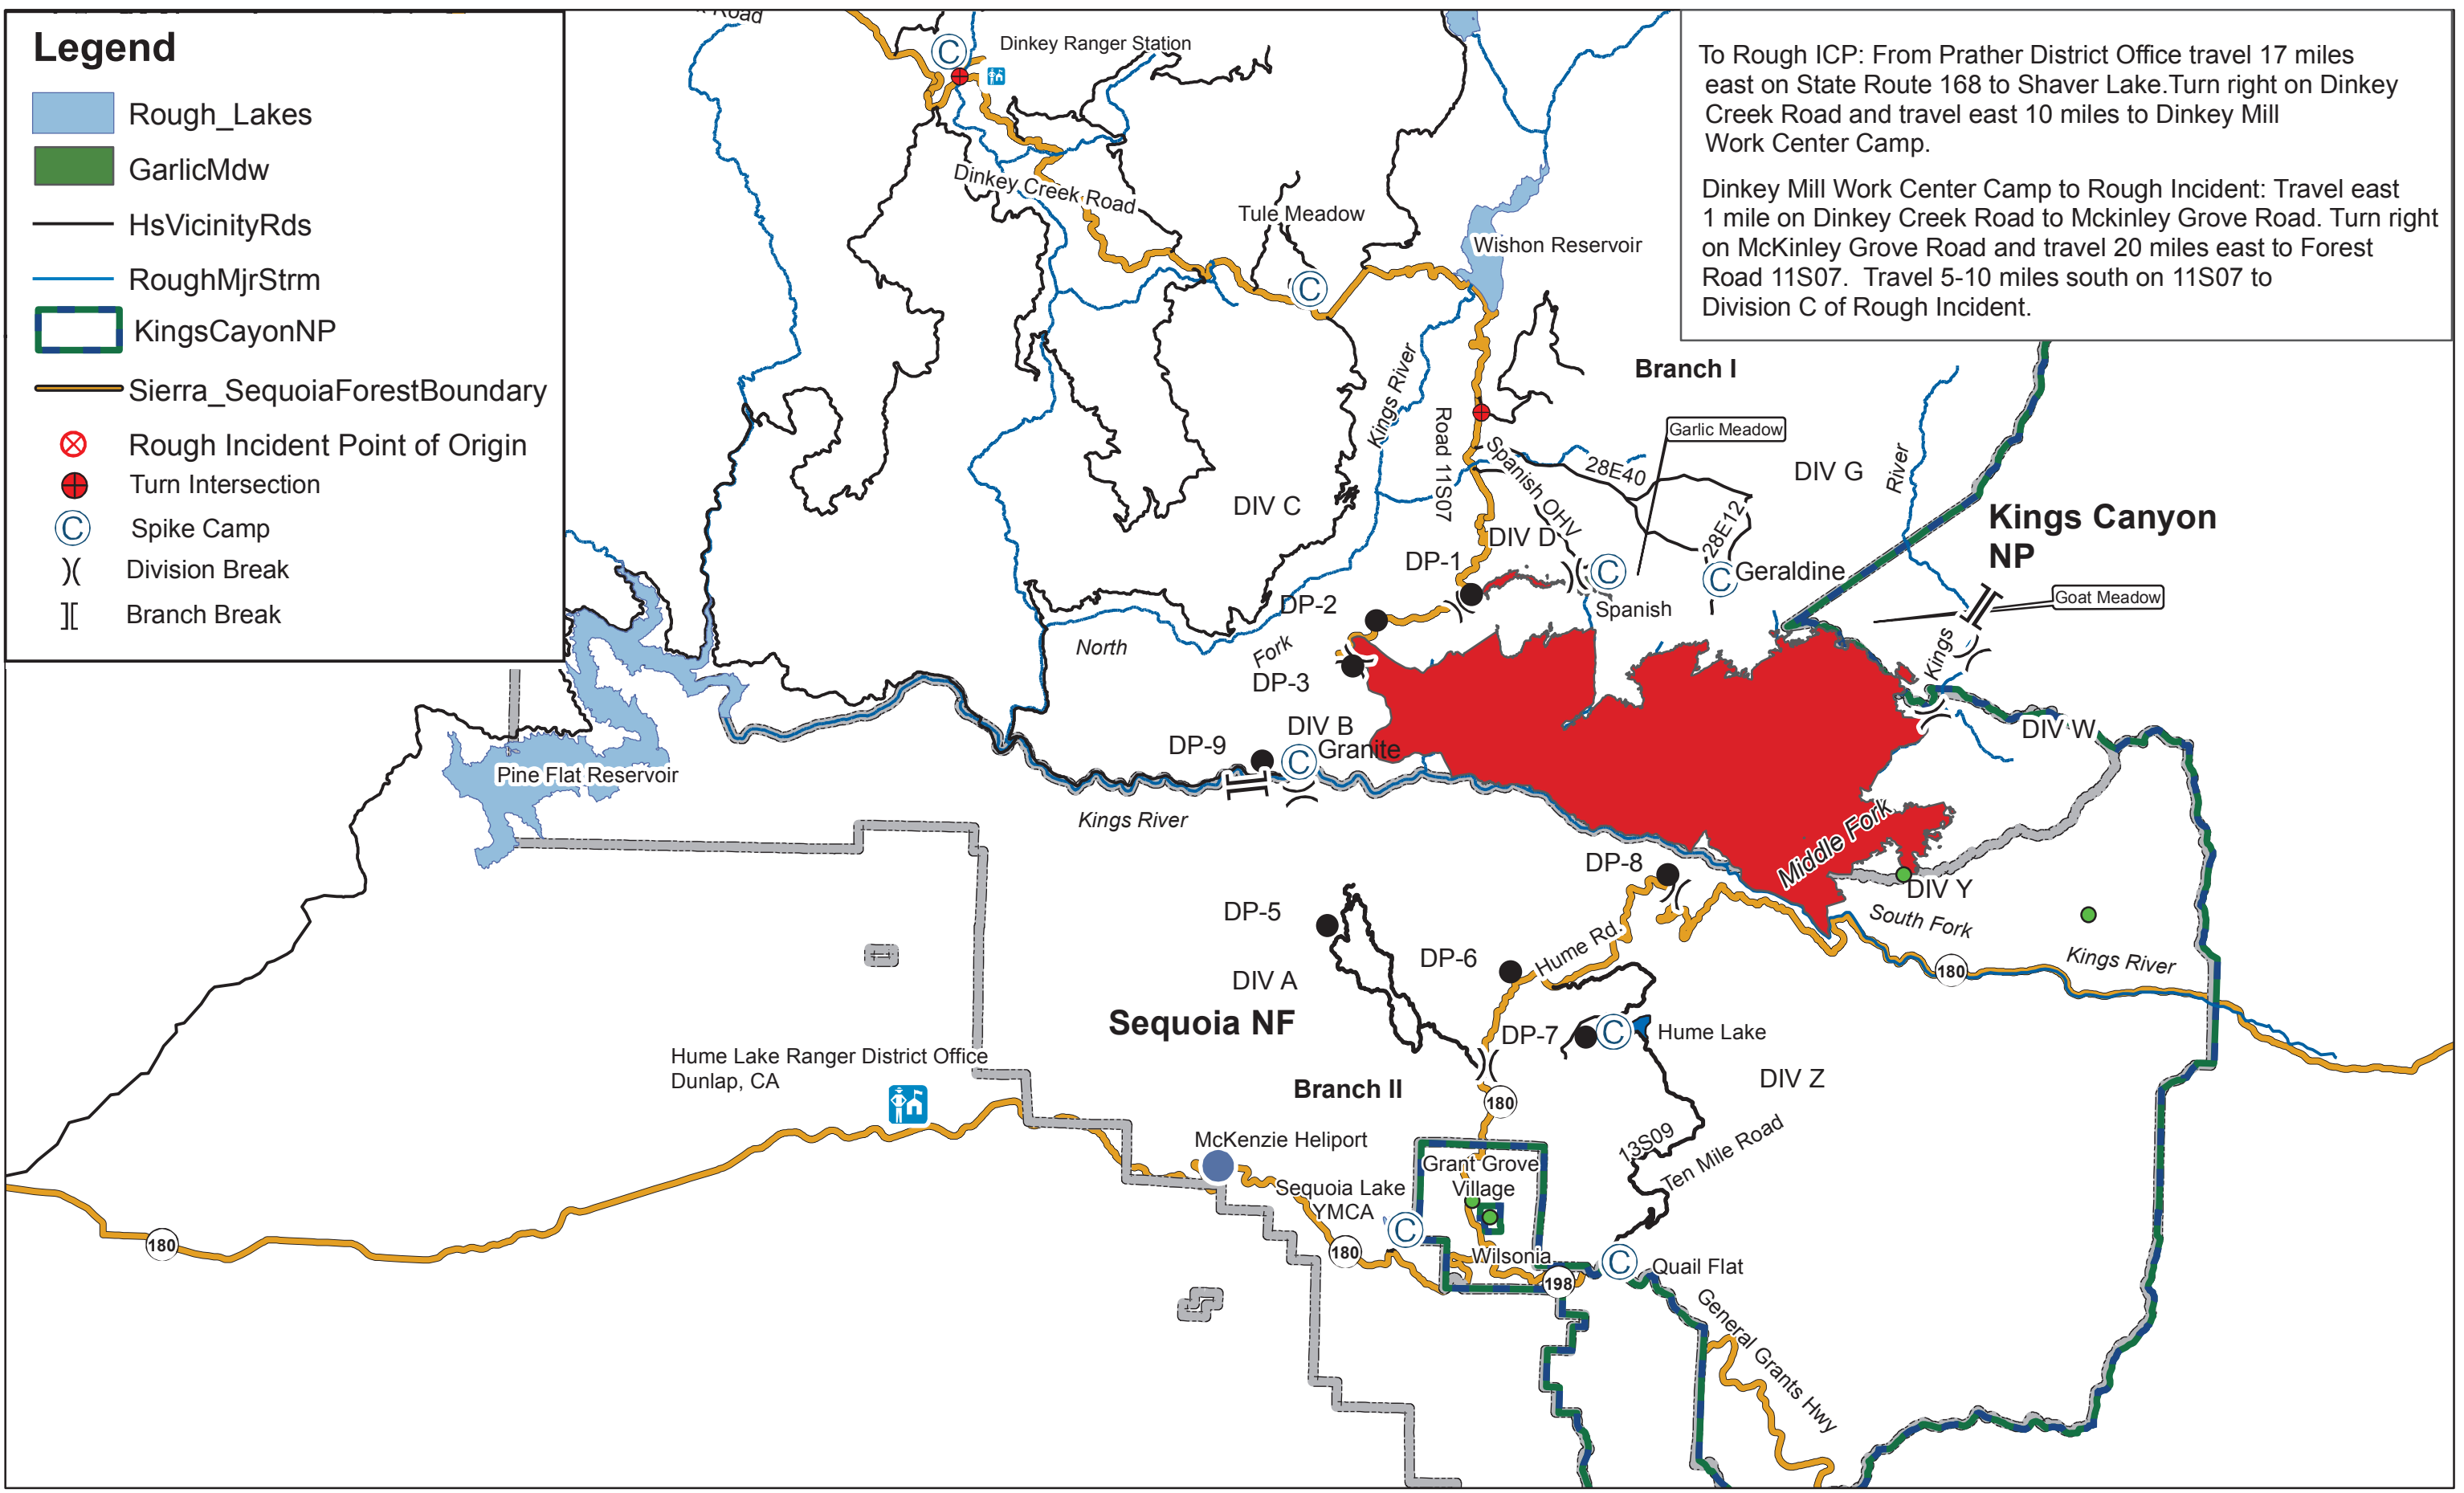 Legend
Rough_Lakes
GarlicMdw
HsVicinityRds
RoughMjrStrm
KingsCayonNP
Sierra_SequoiaForestBoundary
Rough Incident Point of Origin
Turn Intersection
C
Spike Camp
Division Break
Branch Break
To Rough ICP: From Prather District Office travel 17 miles
east on State Route 168 to Shaver Lake.Turn right on Dinkey
Creek Road and travel east 10 miles to Dinkey Mill
Work Center Camp.
Dinkey Mill Work Center Camp to Rough Incident: Travel east
1 mile on Dinkey Creek Road to Mckinley Grove Road. Turn right
on McKinley Grove Road and travel 20 miles east to Forest
Road 11S07. Travel 5-10 miles south on 11S07 to
Division C of Rough Incident.
Road
C
Dinkey Ranger Station
Dinkey Creek Road
Tule Meadow
C
Wishon Reservoir
Kings River
Road 11S07
Branch I
Garlic Meadow
Spanish OHV
28E40
28E12
DIV G
River
Kings Canyon
NP
DIV C
DIV D
DP-1
C
Spanish
C
Geraldine
Goat Meadow
DP-2
North
Fork
DP-3
Kings
DIV W
DIV B
Granite
C
DP-9
Pine Flat Reservoir
Kings River
Middle Fork
DP-8
DIV Y
South Fork
Kings River
180
DP-5
DP-6
Hume Rd.
DIV A
Sequoia NF
DP-7
C
Hume Lake
Hume Lake Ranger District Office
Dunlap, CA
DIV Z
Branch II
180
McKenzie Heliport
13S09
Ten Mile Road
Grant Grove
Village
Sequoia Lake
YMCA
C
180
180
Wilsonia
198
C
Quail Flat
General Grants Hwy